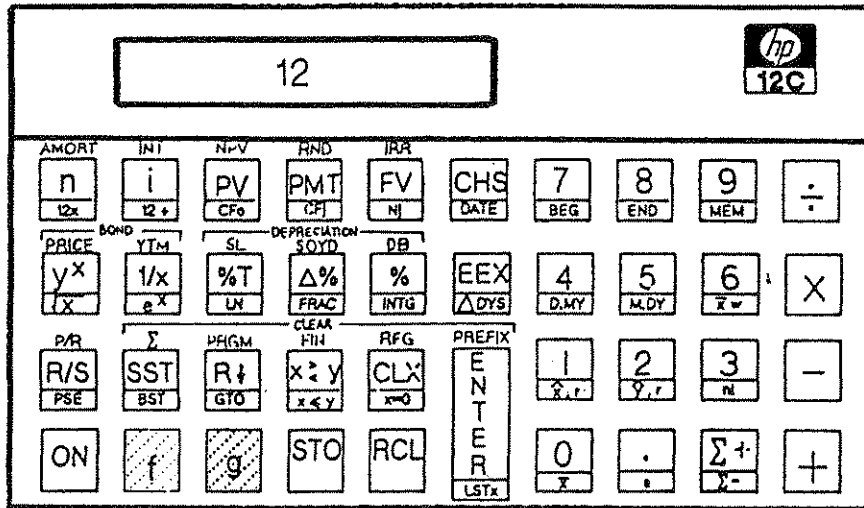 12
hp
12C
AMORT INT NPV RND IRR
n i PV PMT FV CHS 7 8 9 ÷
12x 12÷ CFo CFj Nj DATE BEG END MEM
BOND DEPRECIATION
PRICE YTM SL SOYD DB
y^x 1/x %T Δ% % EEX 4 5 6 X
√x e^x LN FRAC INTG ΔDYS D.MY M.DY x̄w
CLEAR
P/R Σ PRGM FIN REG PREFIX
R/S SST R↓ x≷y CLX ENTER 1 2 3 −
PSE BST GTO x≤y x=0 x̂,r ŷ,r n!
ON f g STO RCL 0 . Σ+ +
LSTx x̄ s Σ-